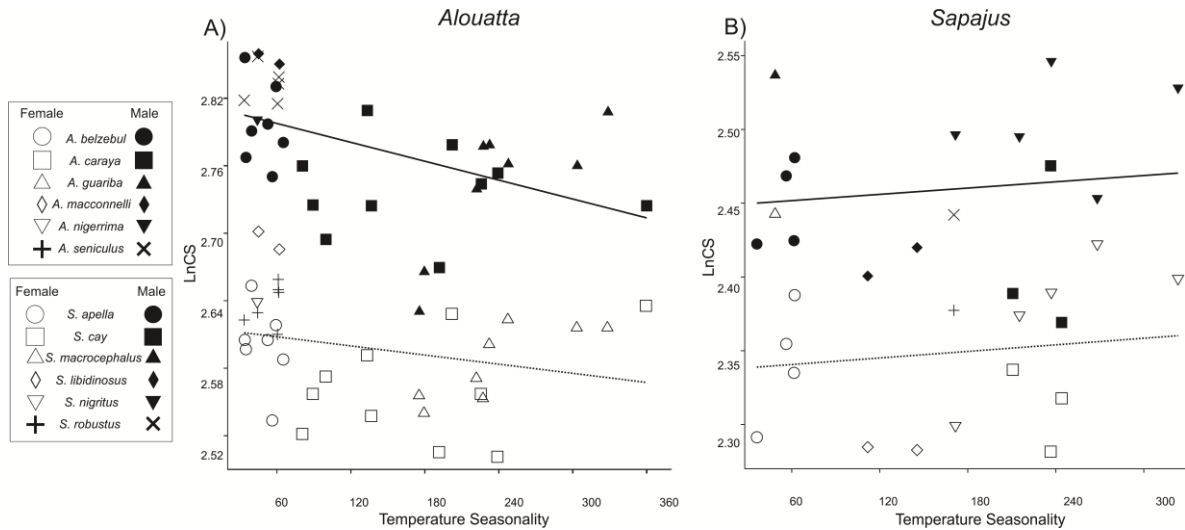 Alouatta
Sapajus
A)
B)
Female Male
A. belzebul
A. caraya
A. guariba
A. macconnelli
A. nigerrima
A. seniculus
Female Male
S. apella
S. cay
S. macrocephalus
S. libidinosus
S. nigritus
S. robustus
LnCS
2.82
2.76
2.70
2.64
2.58
2.52
60 120 180 240 300 360
Temperature Seasonality
LnCS
2.55
2.50
2.45
2.40
2.35
2.30
60 120 180 240 300
Temperature Seasonality